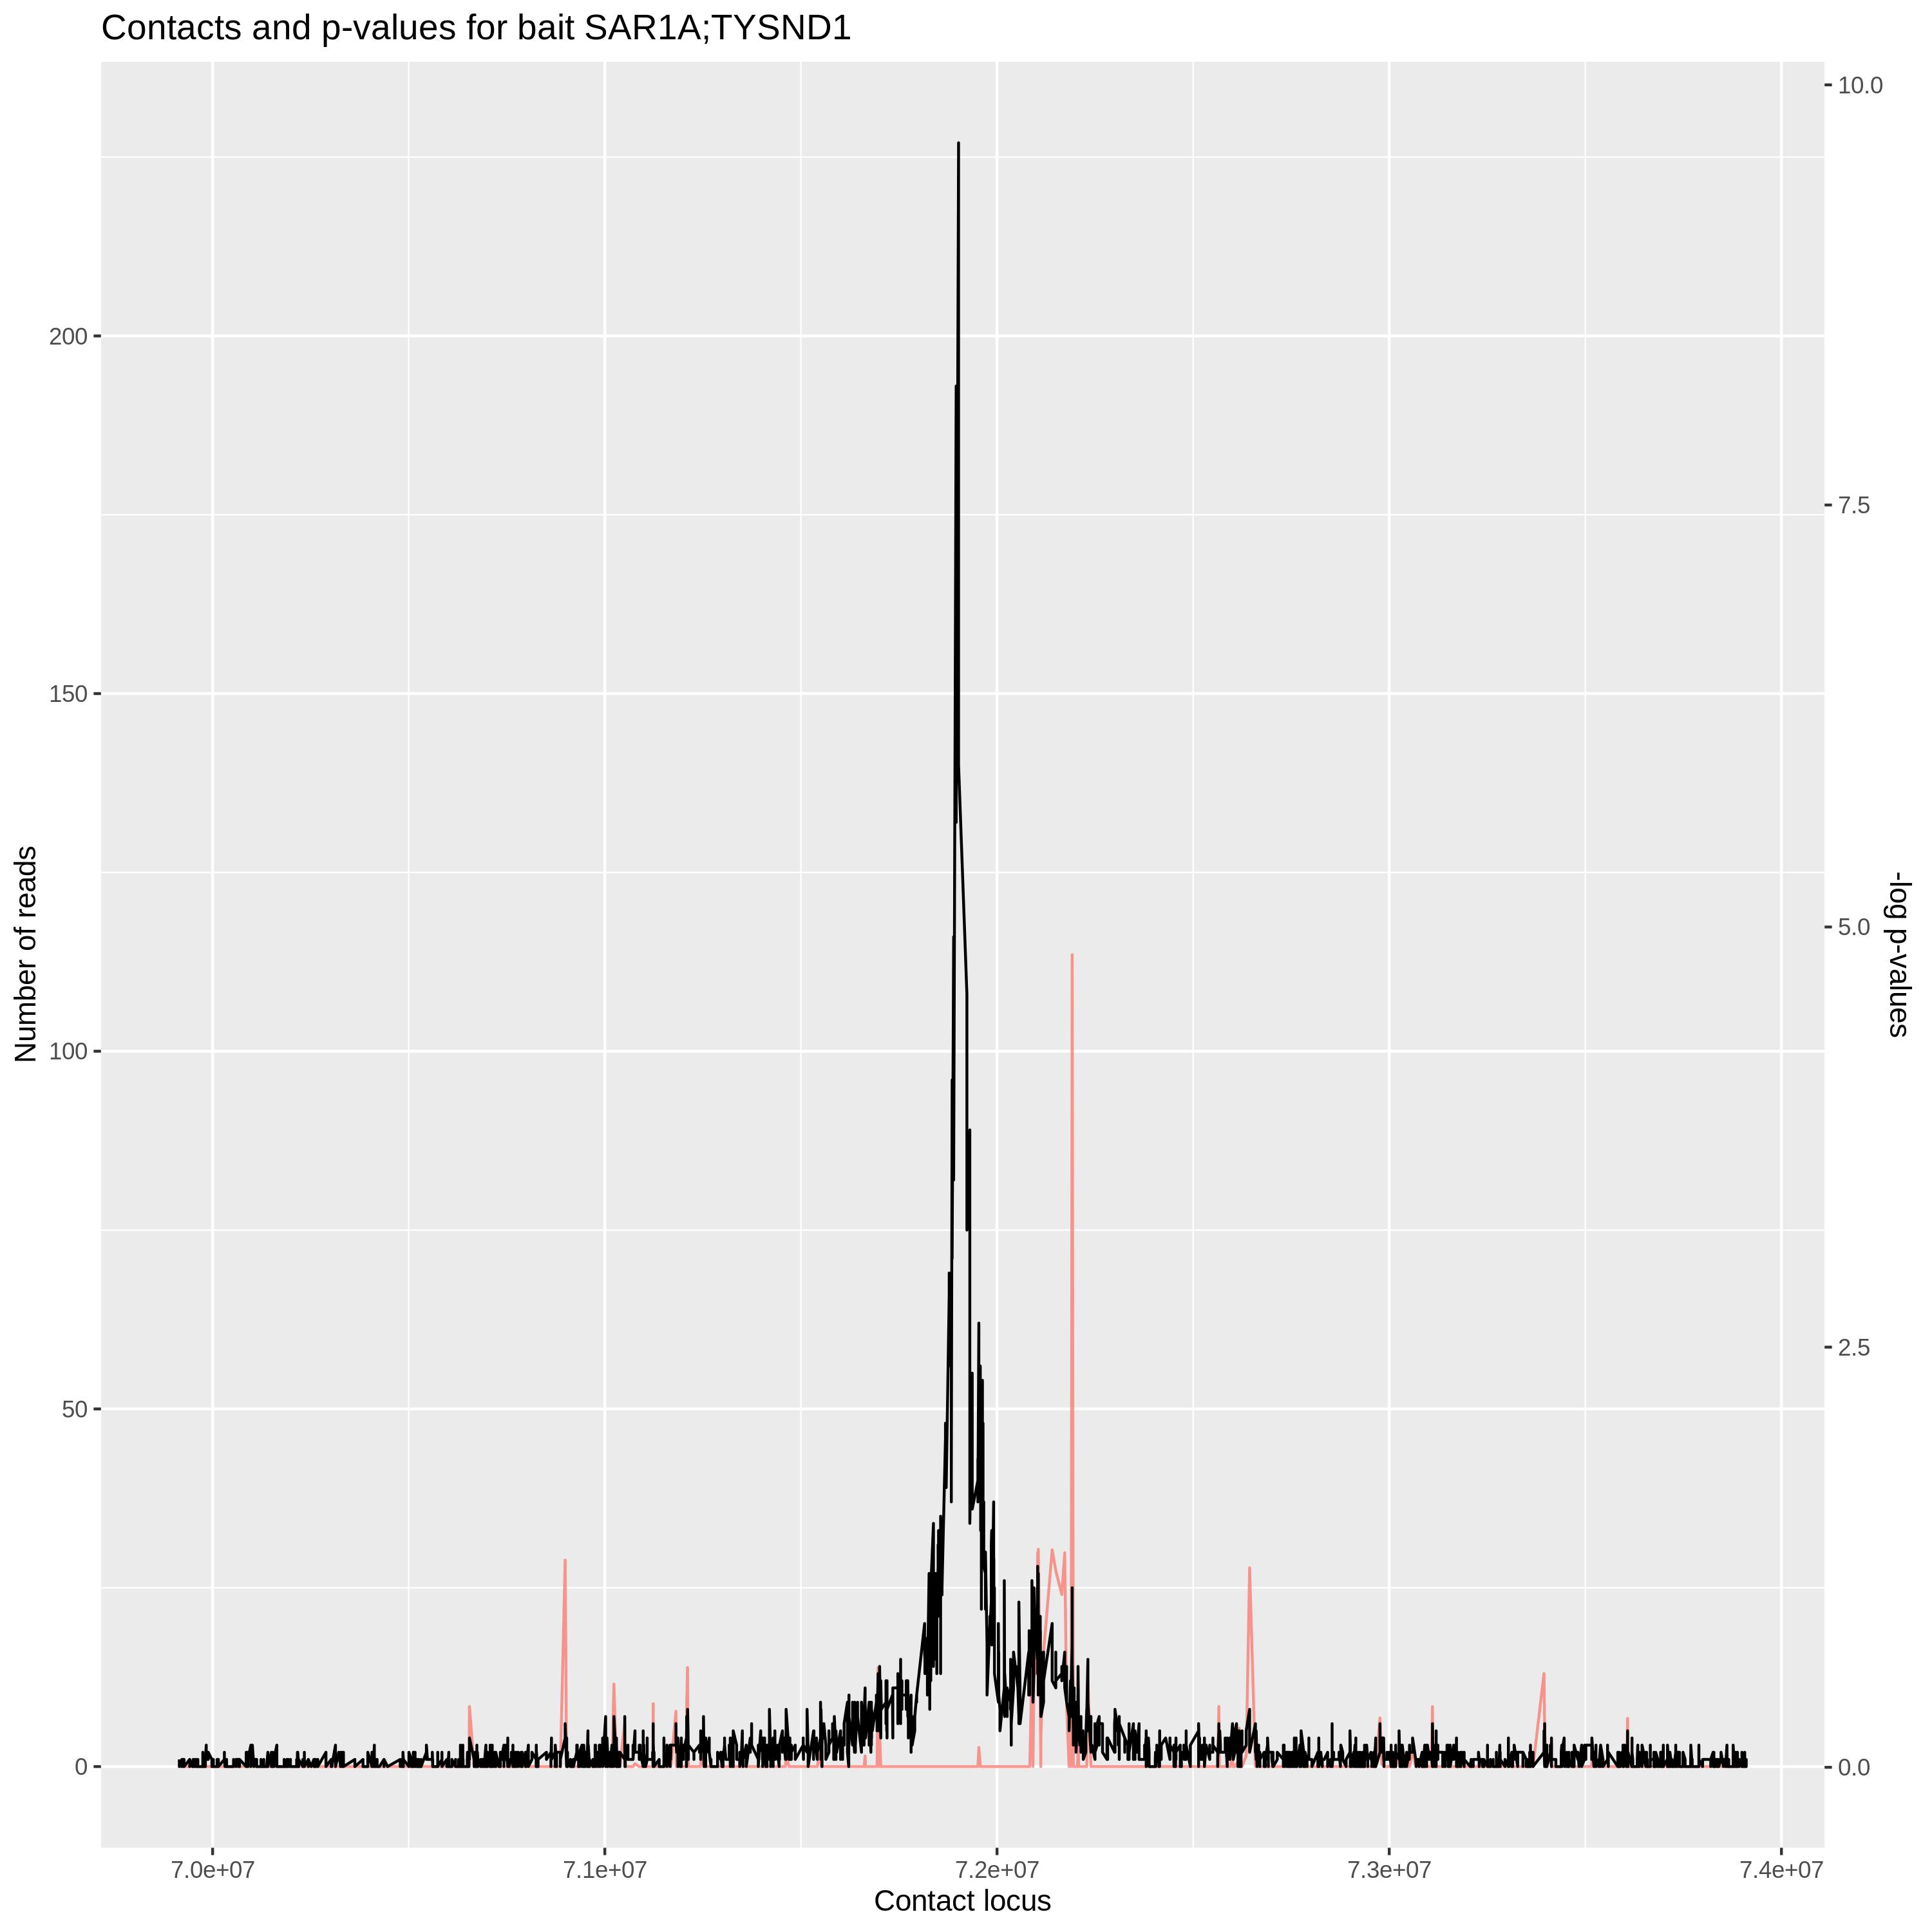 Contacts and p-values for bait SAR1A;TYSND1
10.0
200
7.5
150
Number of reads
5.0
-log p-values
100
2.5
50
0
0.0
7.0e+07 7.1e+07 7.2e+07 7.3e+07 7.4e+07
Contact locus